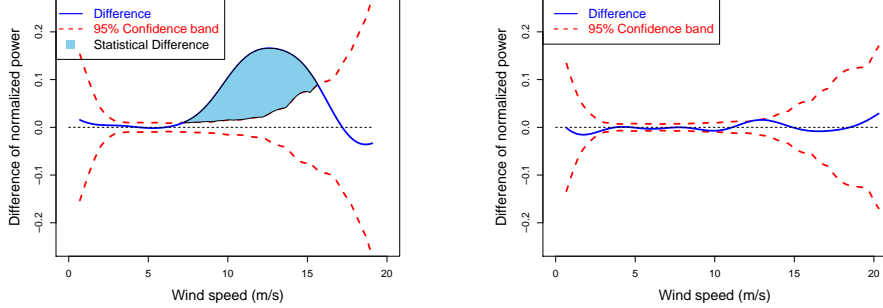 Difference
95% Confidence band
Statistical Difference
Difference of normalized power
0.2
0.1
0.0
−0.1
−0.2
0
5
10
15
20
Wind speed (m/s)
Difference
95% Confidence band
Difference of normalized power
0.2
0.1
0.0
−0.1
−0.2
0
5
10
15
20
Wind speed (m/s)